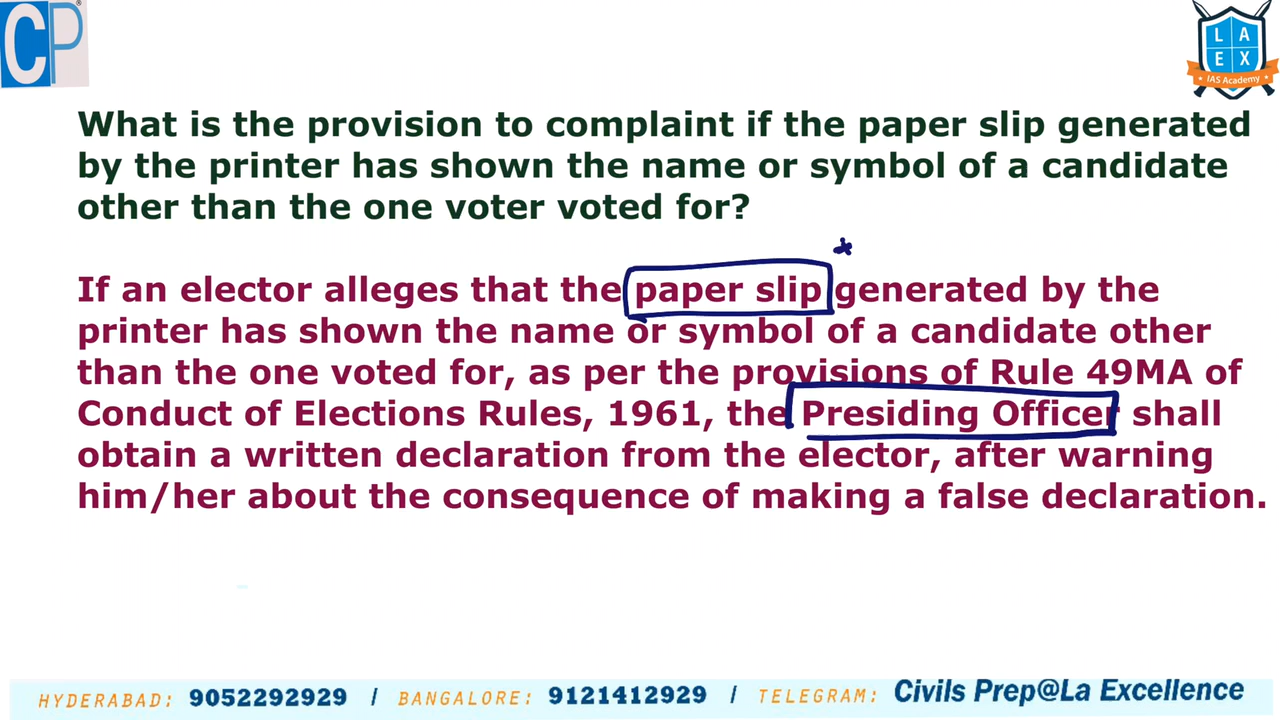 CP
LA
EX
IAS Academy
What is the provision to complaint if the paper slip generated
by the printer has shown the name or symbol of a candidate
other than the one voter voted for?
If an elector alleges that the paper slip generated by the
printer has shown the name or symbol of a candidate other
than the one voted for, as per the provisions of Rule 49MA of
Conduct of Elections Rules, 1961, the Presiding Officer shall
obtain a written declaration from the elector, after warning
him/her about the consequence of making a false declaration.
HYDERABAD: 9052292929 / BANGALORE: 9121412929 / TELEGRAM: Civils Prep@La Excellence